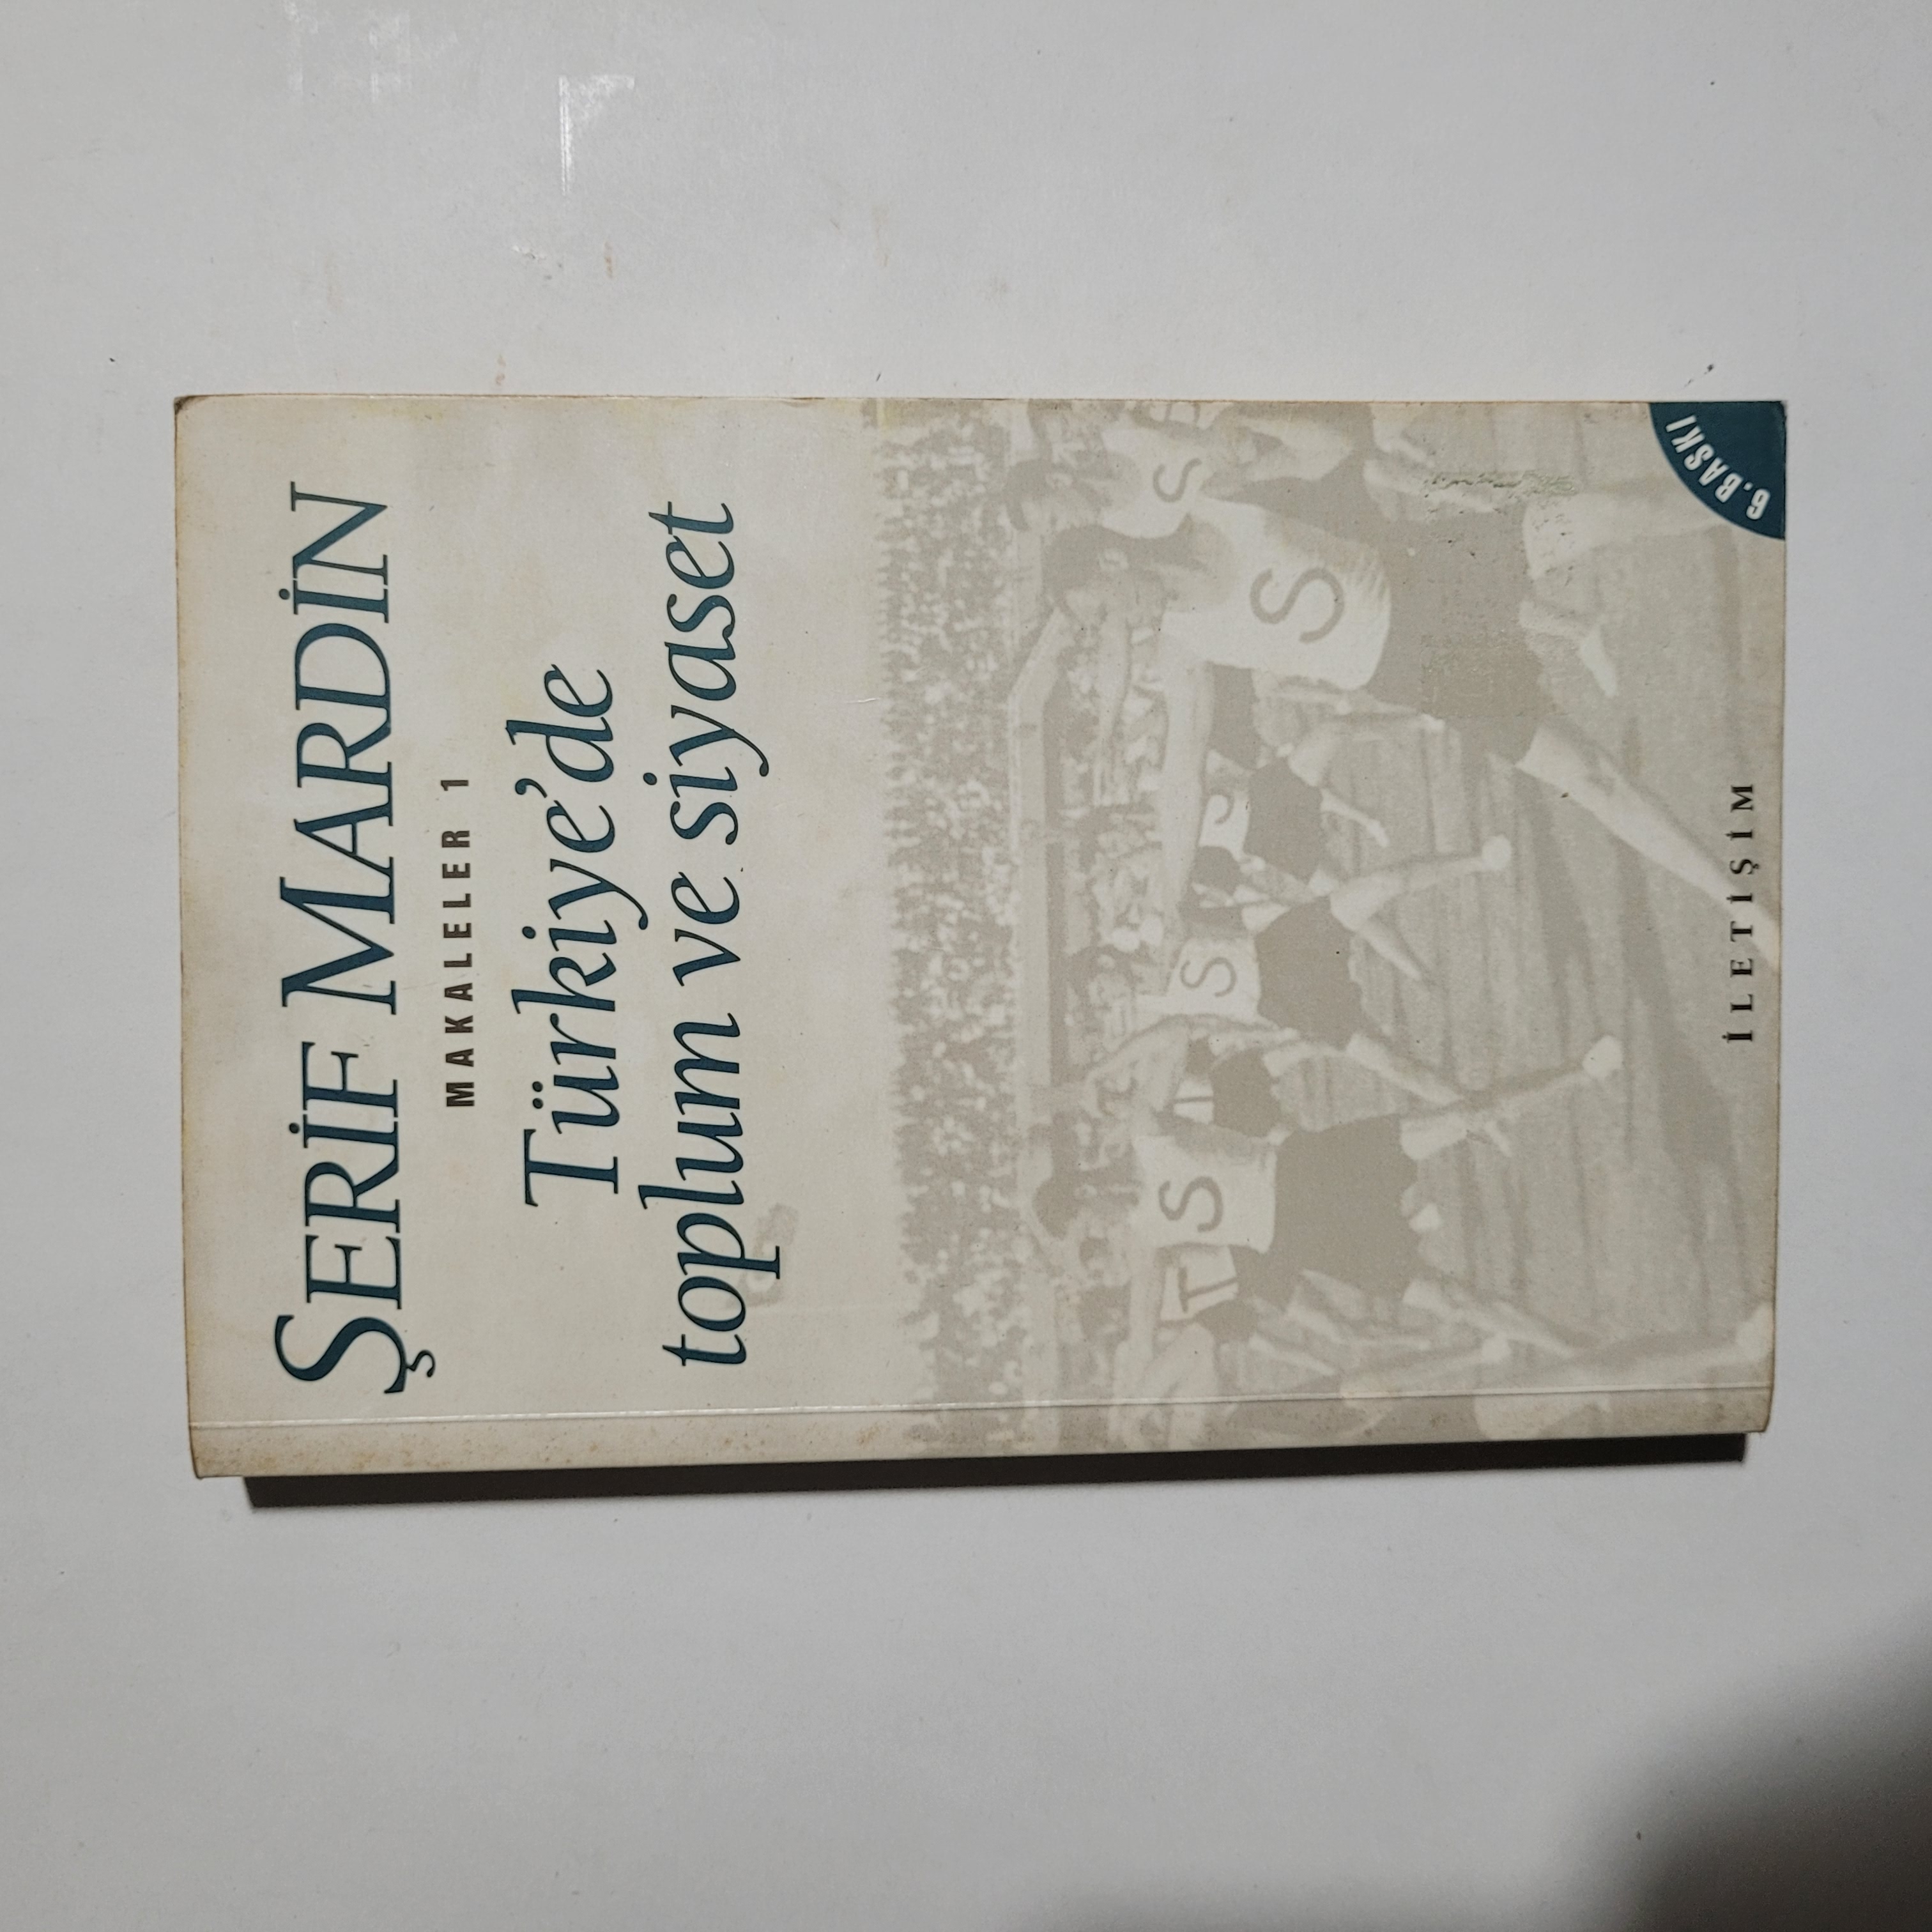 ŞERİF MARDİN
MAKALELER 1
Türkiye'de
toplum ve siyaset
S
S
S
S
S
T
İLETİŞİM
6.BASKI